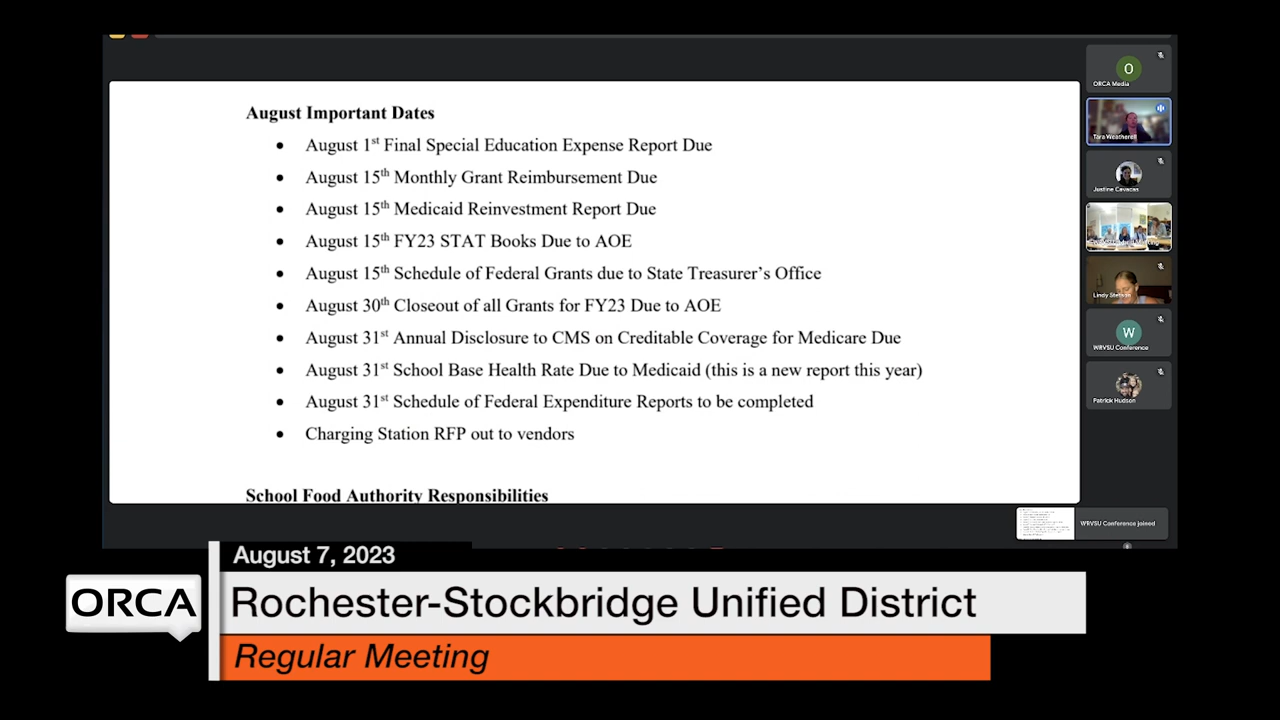 August Important Dates
• August 1st Final Special Education Expense Report Due
• August 15th Monthly Grant Reimbursement Due
• August 15th Medicaid Reinvestment Report Due
• August 15th FY23 STAT Books Due to AOE
• August 15th Schedule of Federal Grants due to State Treasurer's Office
• August 30th Closeout of all Grants for FY23 Due to AOE
• August 31st Annual Disclosure to CMS on Creditable Coverage for Medicare Due
• August 31st School Base Health Rate Due to Medicaid (this is a new report this year)
• August 31st Schedule of Federal Expenditure Reports to be completed
• Charging Station RFP out to vendors
School Food Authority Responsibilities
O
ORCA Media
Tara Weatherell
Justine Cavacas
Lindy Stetson
W
WRVSU Conference
Patrick Hudson
WRVSU Conference joined
August 7, 2023
ORCA
Rochester-Stockbridge Unified District
Regular Meeting